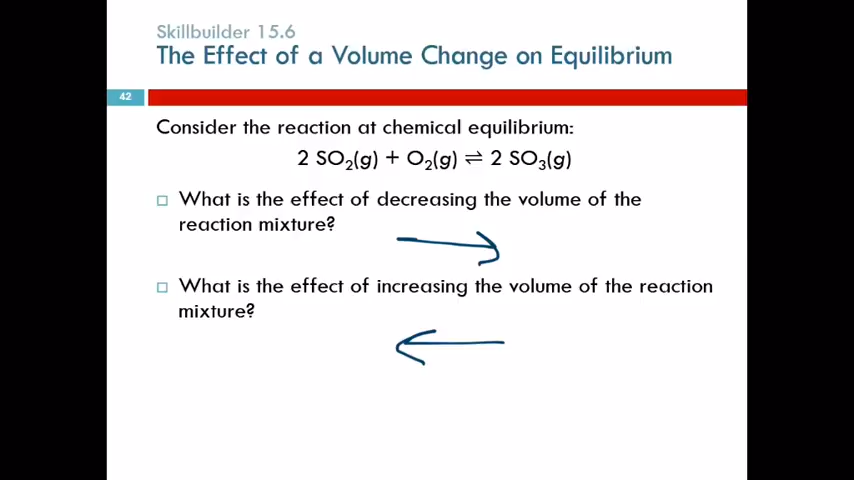 Skillbuilder 15.6
The Effect of a Volume Change on Equilibrium
42
Consider the reaction at chemical equilibrium:
2 SO₂(g) + O₂(g) ⇌ 2 SO₃(g)
What is the effect of decreasing the volume of the
reaction mixture?
What is the effect of increasing the volume of the reaction
mixture?